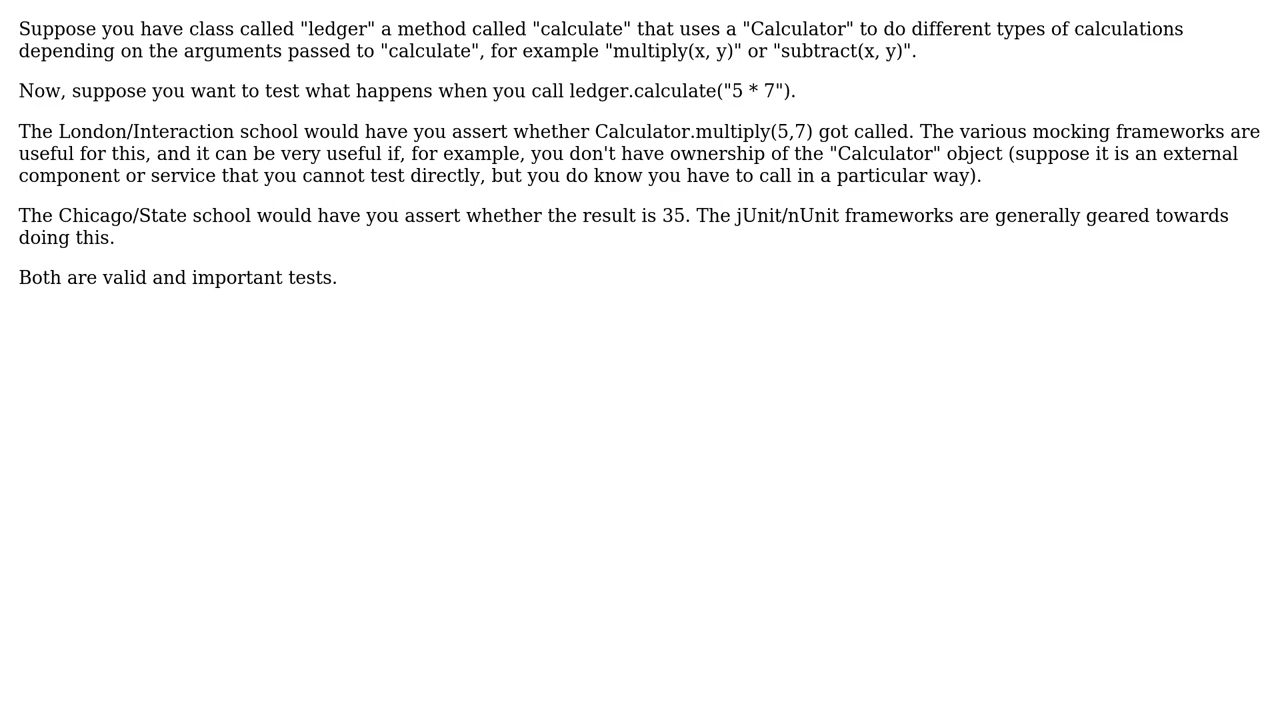 Suppose you have class called "ledger" a method called "calculate" that uses a "Calculator" to do different types of calculations
depending on the arguments passed to "calculate", for example "multiply(x, y)" or "subtract(x, y)".
Now, suppose you want to test what happens when you call ledger.calculate("5 * 7").
The London/Interaction school would have you assert whether Calculator.multiply(5,7) got called. The various mocking frameworks are
useful for this, and it can be very useful if, for example, you don't have ownership of the "Calculator" object (suppose it is an external
component or service that you cannot test directly, but you do know you have to call in a particular way).
The Chicago/State school would have you assert whether the result is 35. The jUnit/nUnit frameworks are generally geared towards
doing this.
Both are valid and important tests.